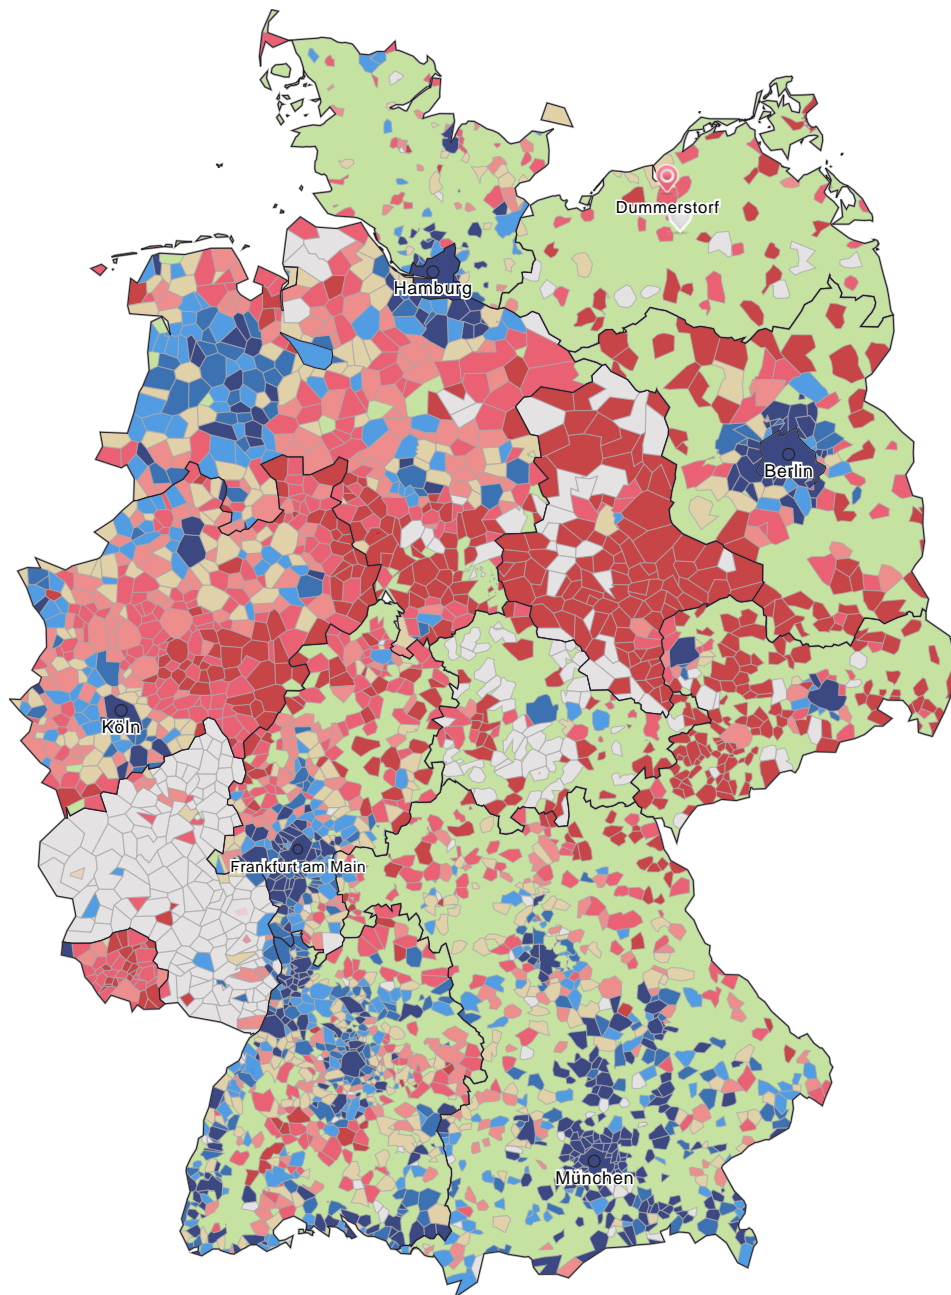 Dummerstorf
Hamburg
Berlin
Köln
Frankfurt am Main
München